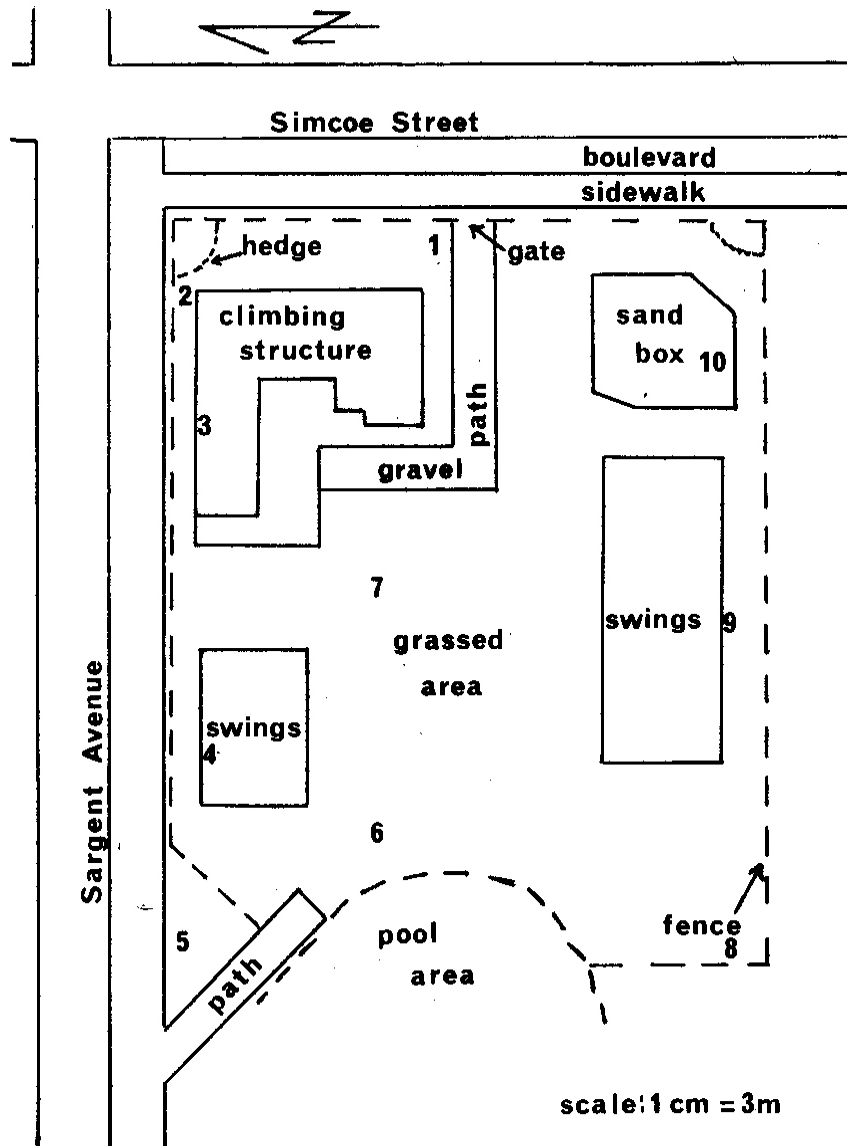 N
Simcoe Street
boulevard
sidewalk
hedge
1
gate
2
climbing
structure
sand
box
10
3
path
gravel
7
grassed
area
swings
9
swings
4
Sargent Avenue
6
5
path
pool
area
fence
8
scale:1 cm = 3m